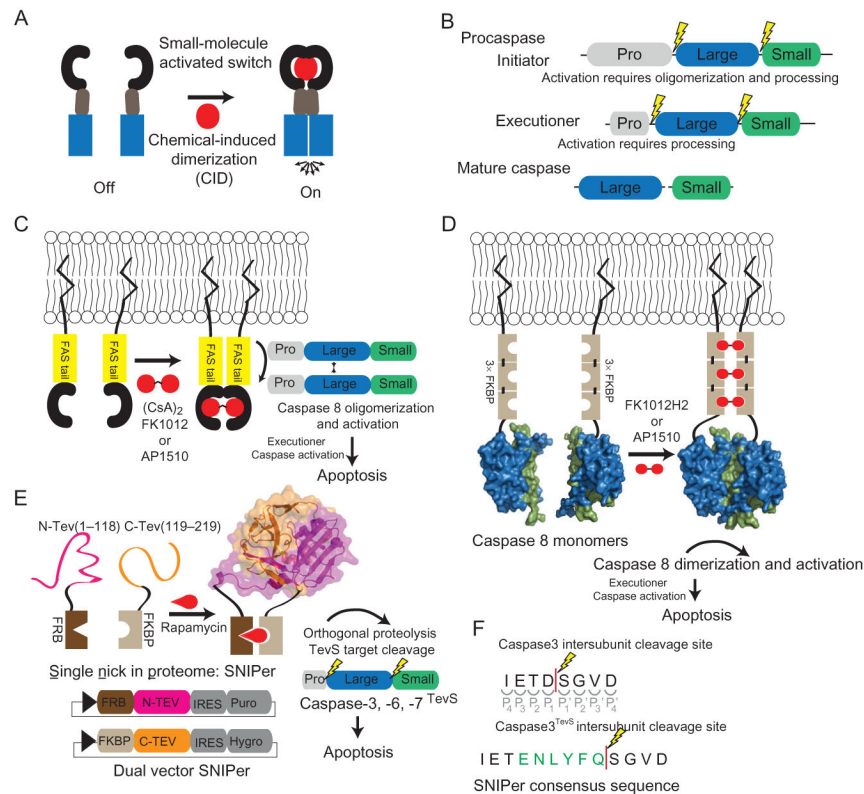 A
Small-molecule
activated switch
Chemical-induced
dimerization
(CID)
Off
On
B
Procaspase
Initiator
Pro
Large
Small
Activation requires oligomerization and processing
Executioner
Pro
Large
Small
Activation requires processing
Mature caspase
Large
Small
C
FAS tail
FAS tail
FAS tail
FAS tail
(CsA)2
FK1012
or
AP1510
Pro
Large
Small
Pro
Large
Small
Caspase 8 oligomerization
and activation
Executioner
Caspase activation
Apoptosis
D
3× FKBP
3× FKBP
FK1012H2
or
AP1510
Caspase 8 monomers
Caspase 8 dimerization and activation
Executioner
Caspase activation
Apoptosis
E
N-Tev(1–118) C-Tev(119–219)
FRB
FKBP
Rapamycin
Orthogonal proteolysis
TevS target cleavage
Pro
Large
Small
Caspase-3, -6, -7 TevS
Apoptosis
Single nick in proteome: SNIPer
FRB
N-TEV
IRES
Puro
FKBP
C-TEV
IRES
Hygro
Dual vector SNIPer
F
Caspase3 intersubunit cleavage site
I E T D S G V D
P4 P3 P2 P1 P1' P2' P3' P4'
Caspase3TevS intersubunit cleavage site
I E T E N L Y F Q S G V D
SNIPer consensus sequence